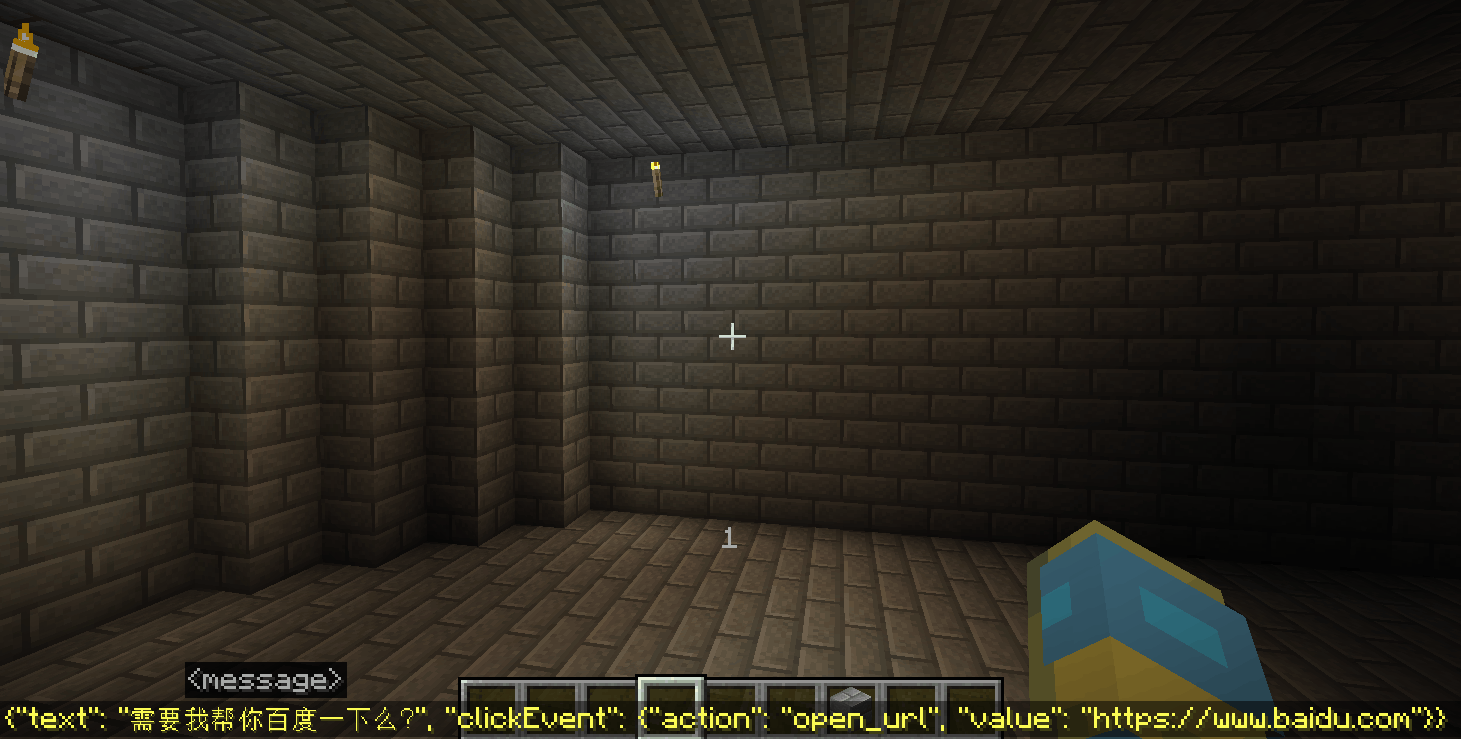 1
<message>
{"text": "需要我帮你百度一下么?", "clickEvent": {"action": "open_url", "value": "https://www.baidu.com"}}